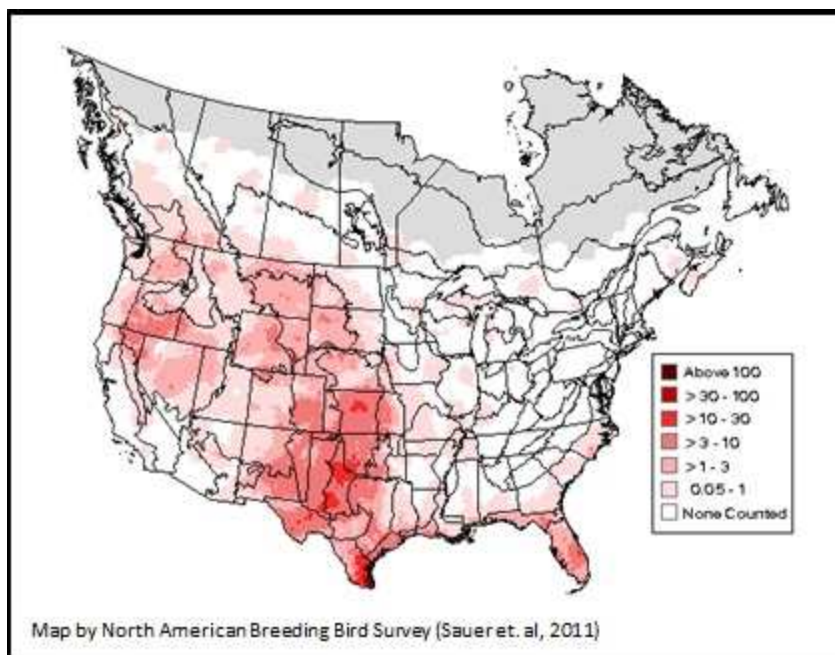 Above 100
>30 - 100
>10 - 30
>3 - 10
>1 - 3
0.05 - 1
None Counted
Map by North American Breeding Bird Survey (Sauer et. al, 2011)